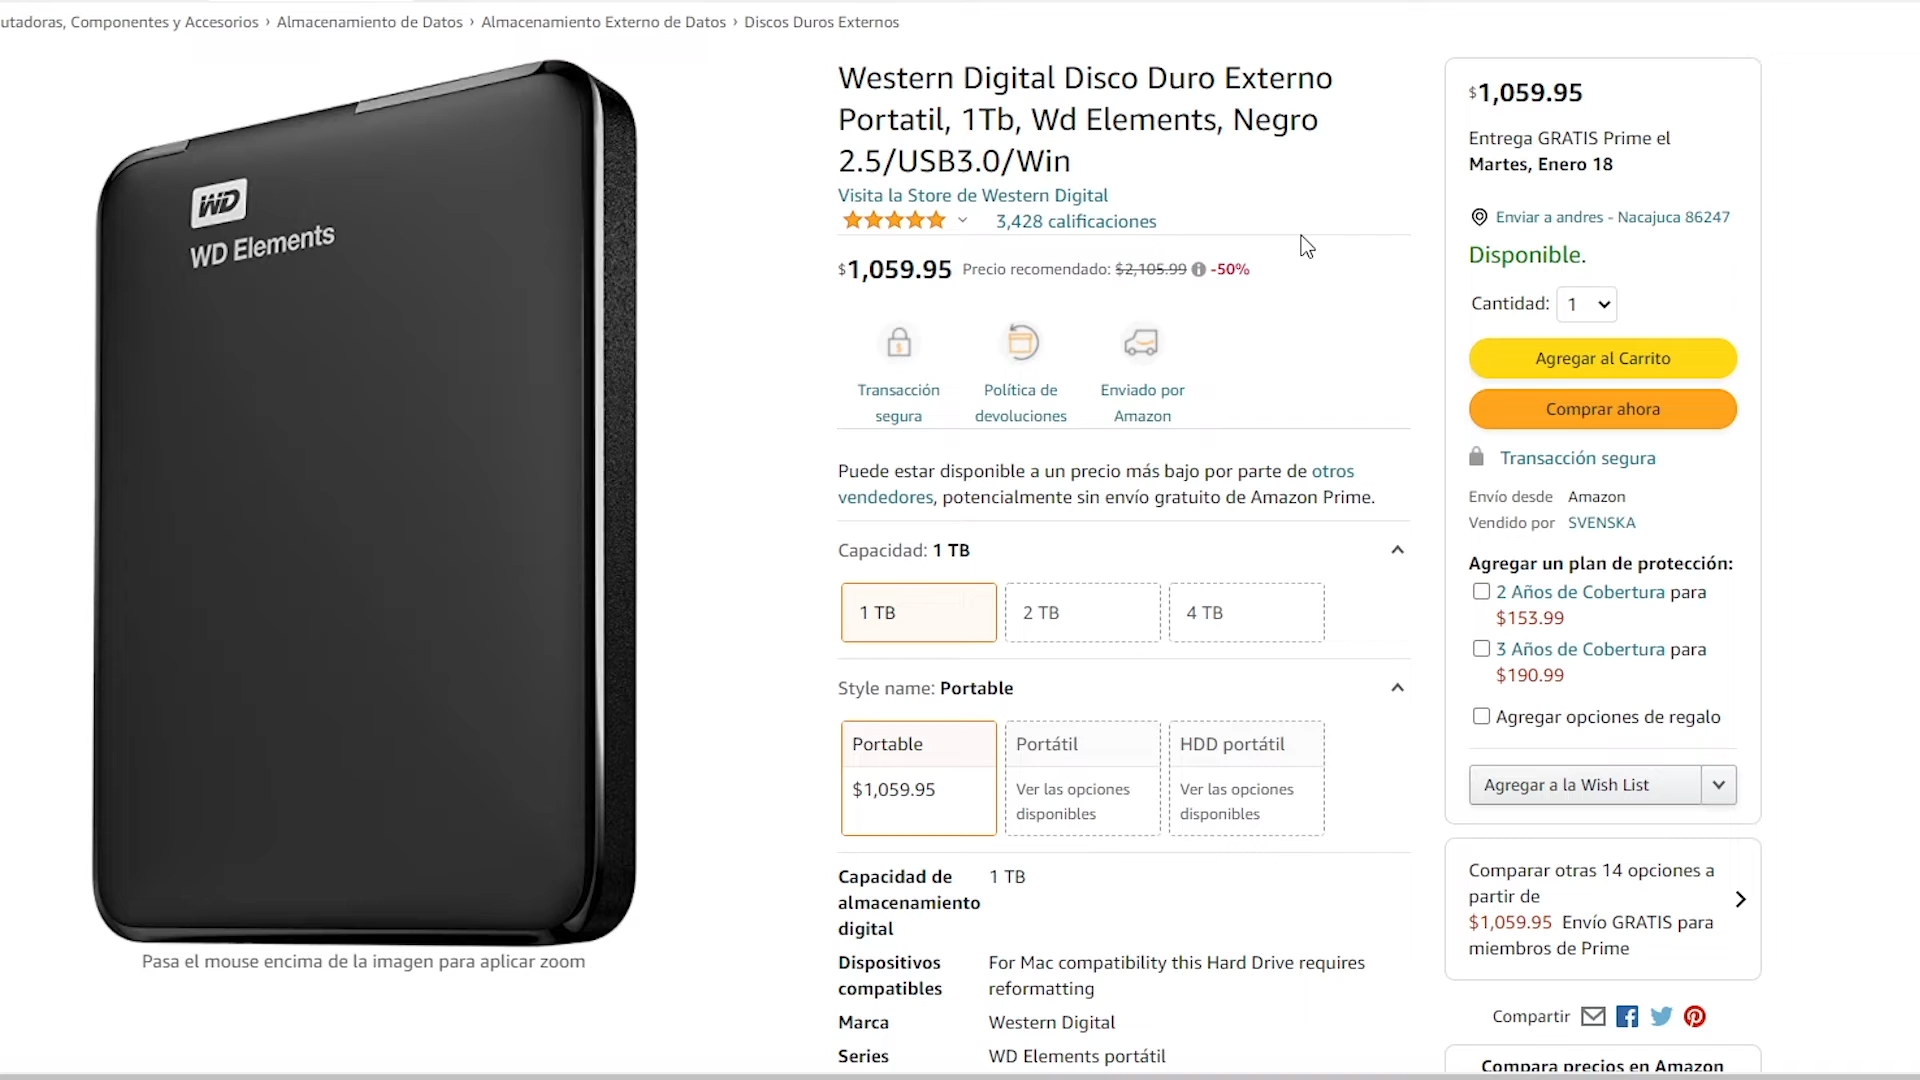 utadoras, Componentes y Accesorios › Almacenamiento de Datos › Almacenamiento Externo de Datos › Discos Duros Externos
WD
WD Elements
Pasa el mouse encima de la imagen para aplicar zoom
Western Digital Disco Duro Externo
Portatil, 1Tb, Wd Elements, Negro
2.5/USB3.0/Win
Visita la Store de Western Digital
3,428 calificaciones
$1,059.95 Precio recomendado: $2,105.99 -50%
Transacción
segura
Política de
devoluciones
Enviado por
Amazon
Puede estar disponible a un precio más bajo por parte de otros
vendedores, potencialmente sin envío gratuito de Amazon Prime.
Capacidad: 1 TB
1 TB
2 TB
4 TB
Style name: Portable
Portable
$1,059.95
Portátil
Ver las opciones
disponibles
HDD portátil
Ver las opciones
disponibles
Capacidad de
almacenamiento
digital
1 TB
Dispositivos
compatibles
For Mac compatibility this Hard Drive requires
reformatting
Marca
Western Digital
Series
WD Elements portátil
$1,059.95
Entrega GRATIS Prime el
Martes, Enero 18
Enviar a andres - Nacajuca 86247
Disponible.
Cantidad: 1
Agregar al Carrito
Comprar ahora
Transacción segura
Envío desde Amazon
Vendido por SVENSKA
Agregar un plan de protección:
2 Años de Cobertura para
$153.99
3 Años de Cobertura para
$190.99
Agregar opciones de regalo
Agregar a la Wish List
Comparar otras 14 opciones a
partir de
$1,059.95 Envío GRATIS para
miembros de Prime
Compartir
Compara precios en Amazon